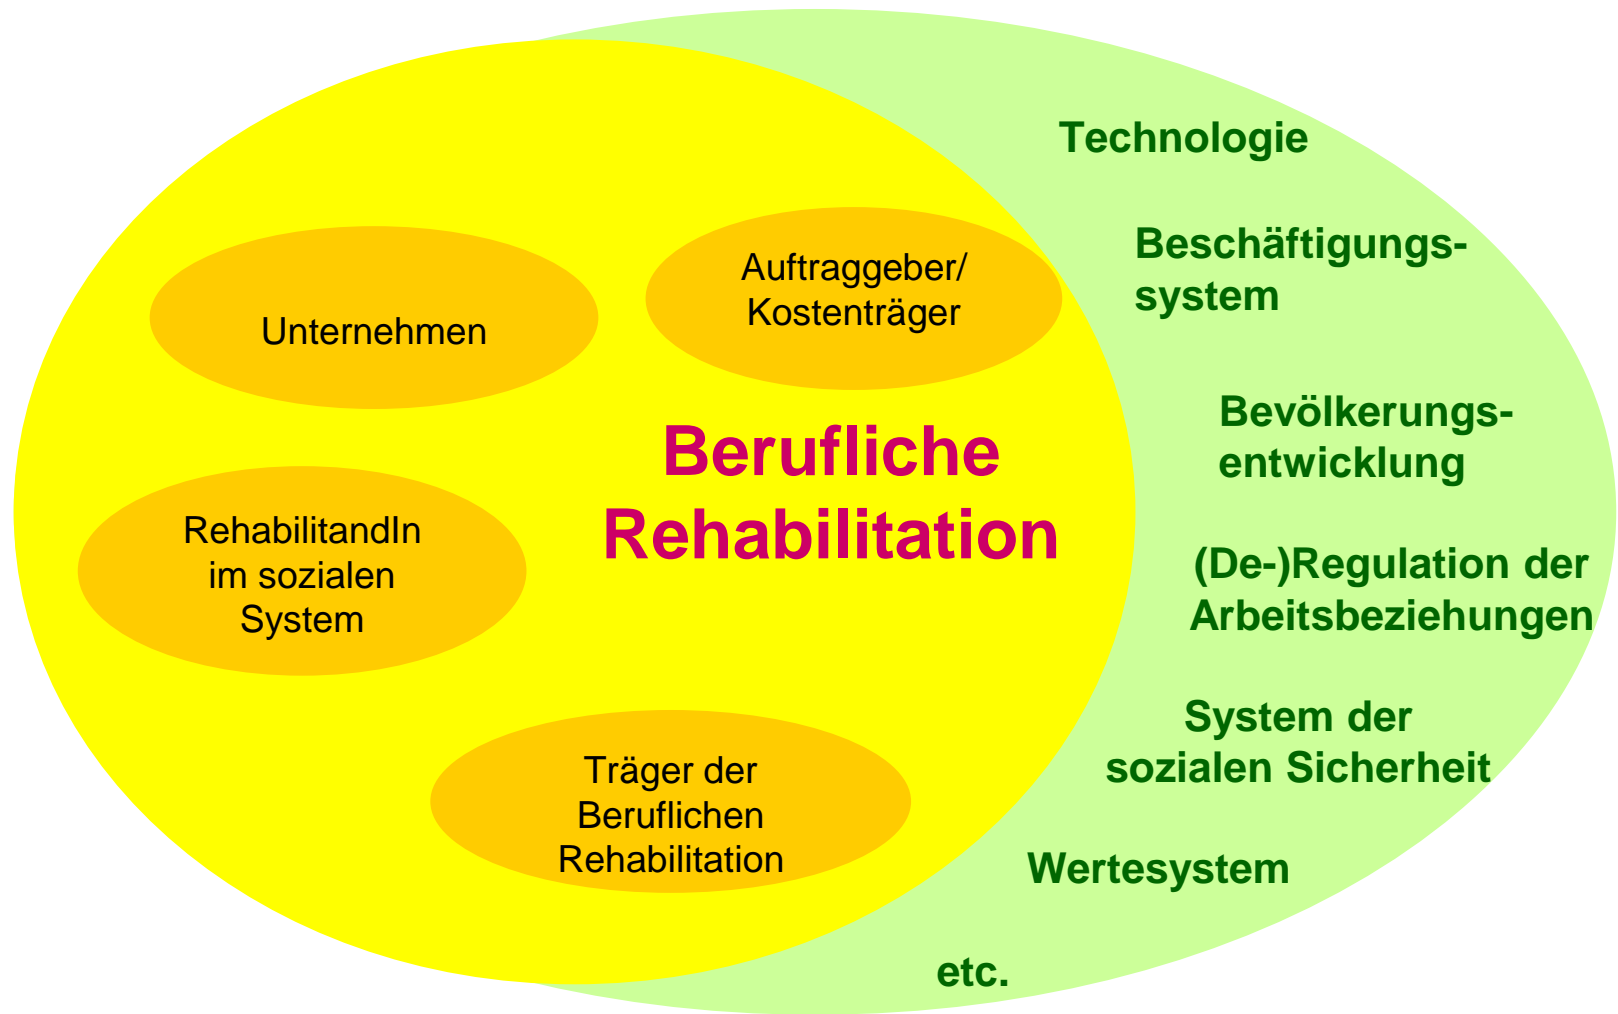 Technologie
Beschäftigungs-
system
Auftraggeber/
Kostenträger
Unternehmen
Bevölkerungs-
entwicklung
Berufliche
Rehabilitation
RehabilitandIn
im sozialen
System
(De-)Regulation der
Arbeitsbeziehungen
System der
sozialen Sicherheit
Träger der
Beruflichen
Rehabilitation
Wertesystem
etc.